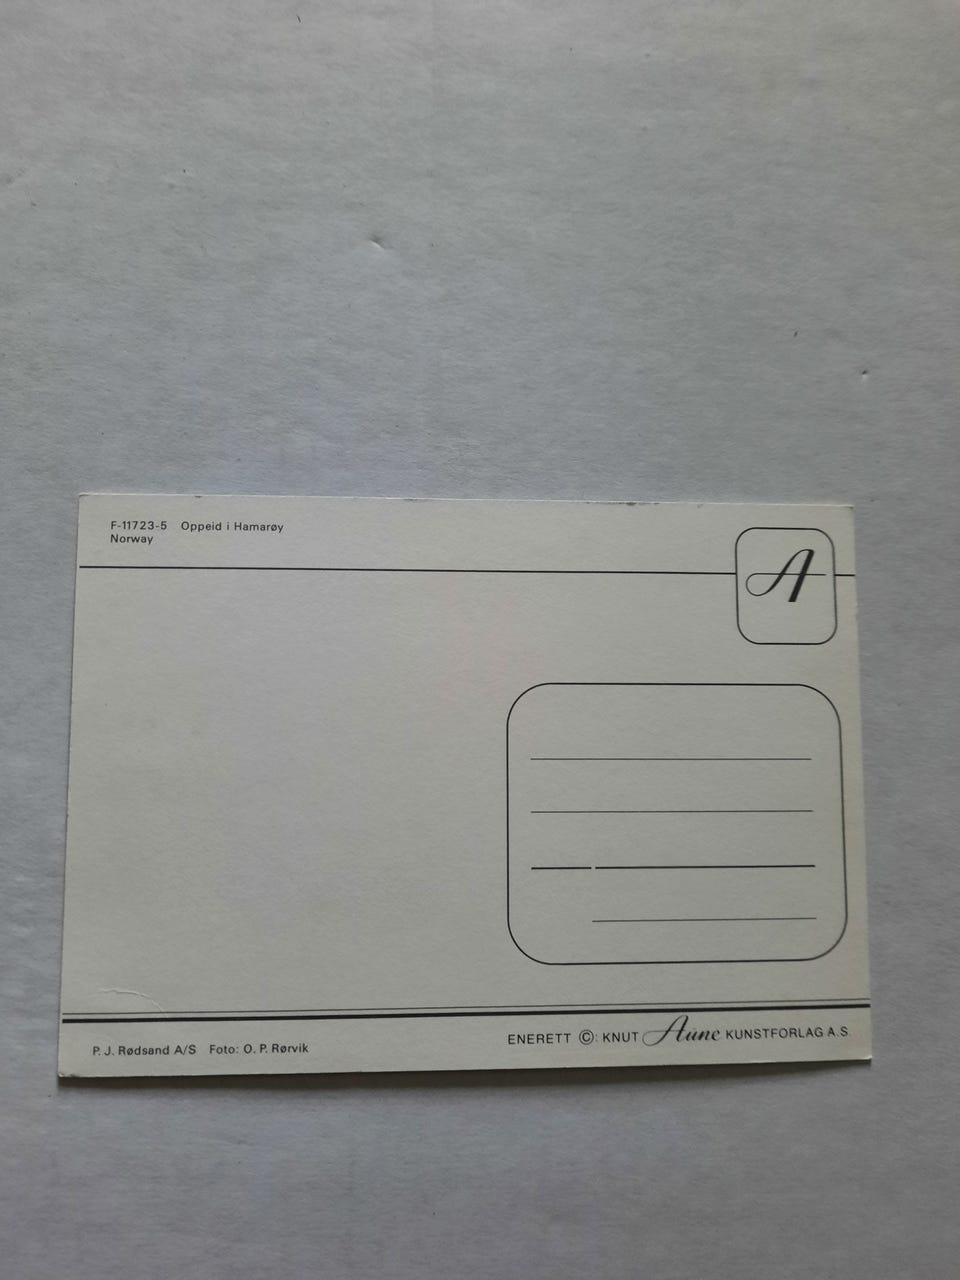 F-11723-5 Oppeid i Hamarøy
Norway
A
P. J. Rødsand A/S Foto: O. P. Rørvik
ENERETT ©: KNUT Aune KUNSTFORLAG A.S.